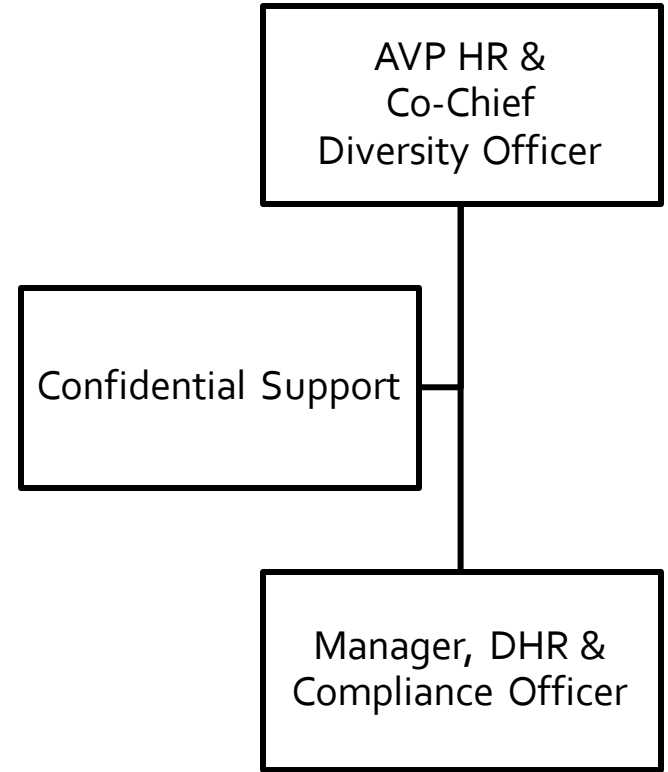 AVP HR &
Co-Chief
Diversity Officer
Confidential Support
Manager, DHR &
Compliance Officer